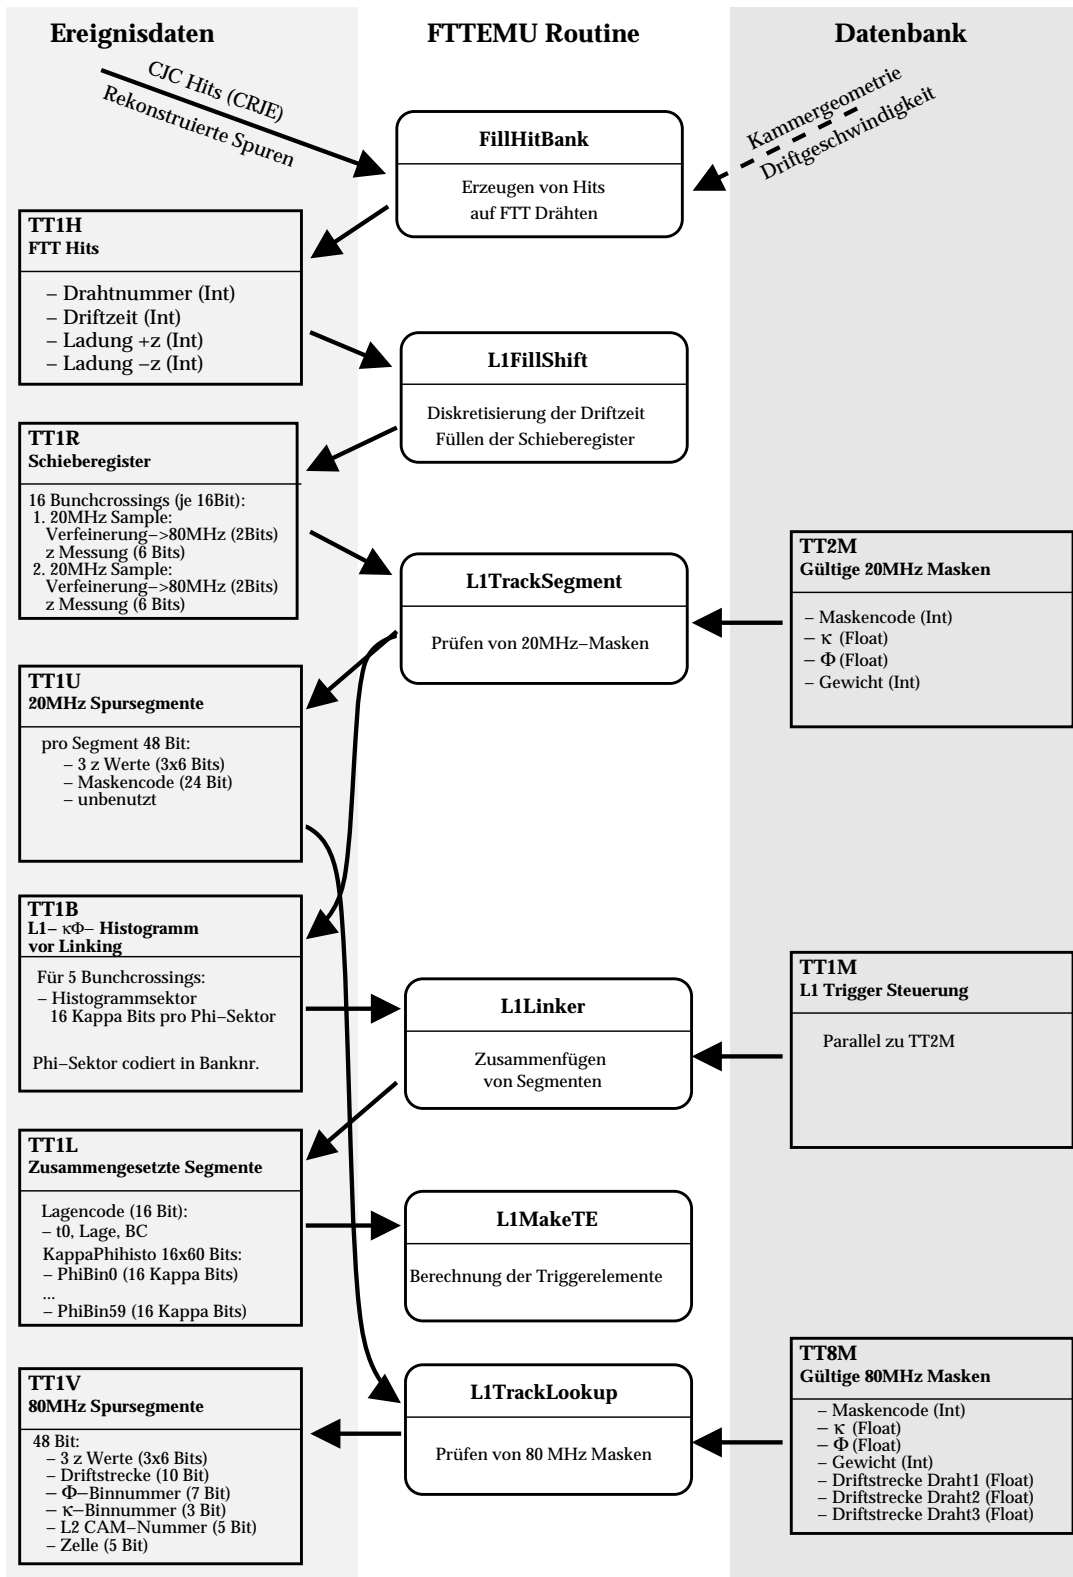 Ereignisdaten
FTTEMU Routine
Datenbank
CJC Hits (CRJE)
Rekonstruierte Spuren
Kammergeometrie
Driftgeschwindigkeit
FillHitBank
Erzeugen von Hits
auf FTT Drähten
TT1H
FTT Hits
– Drahtnummer (Int)
– Driftzeit (Int)
– Ladung +z (Int)
– Ladung –z (Int)
L1FillShift
Diskretisierung der Driftzeit
Füllen der Schieberegister
TT1R
Schieberegister
16 Bunchcrossings (je 16Bit):
1. 20MHz Sample:
Verfeinerung–>80MHz (2Bits)
z Messung (6 Bits)
2. 20MHz Sample:
Verfeinerung–>80MHz (2Bits)
z Messung (6 Bits)
L1TrackSegment
Prüfen von 20MHz–Masken
TT2M
Gültige 20MHz Masken
– Maskencode (Int)
– κ (Float)
– Φ (Float)
– Gewicht (Int)
TT1U
20MHz Spursegmente
pro Segment 48 Bit:
– 3 z Werte (3x6 Bits)
– Maskencode (24 Bit)
– unbenutzt
TT1B
L1– κΦ– Histogramm
vor Linking
Für 5 Bunchcrossings:
– Histogrammsektor
16 Kappa Bits pro Phi–Sektor
Phi–Sektor codiert in Banknr.
L1Linker
Zusammenfügen
von Segmenten
TT1M
L1 Trigger Steuerung
Parallel zu TT2M
TT1L
Zusammengesetzte Segmente
Lagencode (16 Bit):
– t0, Lage, BC
KappaPhihisto 16x60 Bits:
– PhiBin0 (16 Kappa Bits)
...
– PhiBin59 (16 Kappa Bits)
L1MakeTE
Berechnung der Triggerelemente
TT1V
80MHz Spursegmente
48 Bit:
– 3 z Werte (3x6 Bits)
– Driftstrecke (10 Bit)
– Φ–Binnummer (7 Bit)
– κ–Binnummer (3 Bit)
– L2 CAM–Nummer (5 Bit)
– Zelle (5 Bit)
L1TrackLookup
Prüfen von 80 MHz Masken
TT8M
Gültige 80MHz Masken
– Maskencode (Int)
– κ (Float)
– Φ (Float)
– Gewicht (Int)
– Driftstrecke Draht1 (Float)
– Driftstrecke Draht2 (Float)
– Driftstrecke Draht3 (Float)